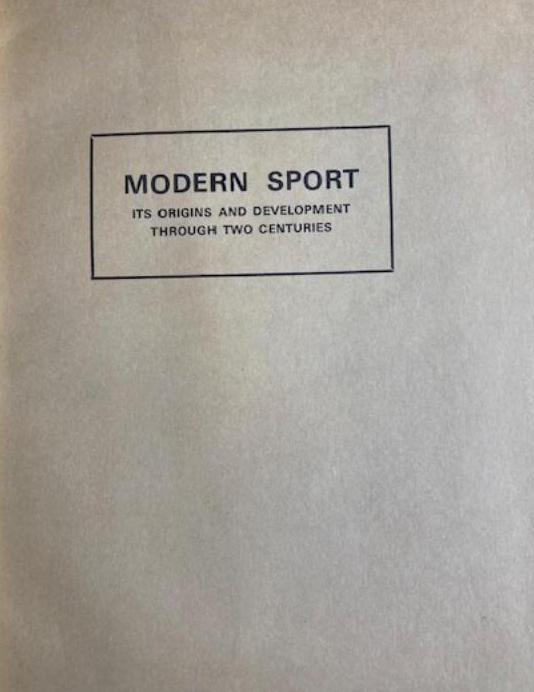 MODERN SPORT
ITS ORIGINS AND DEVELOPMENT
THROUGH TWO CENTURIES